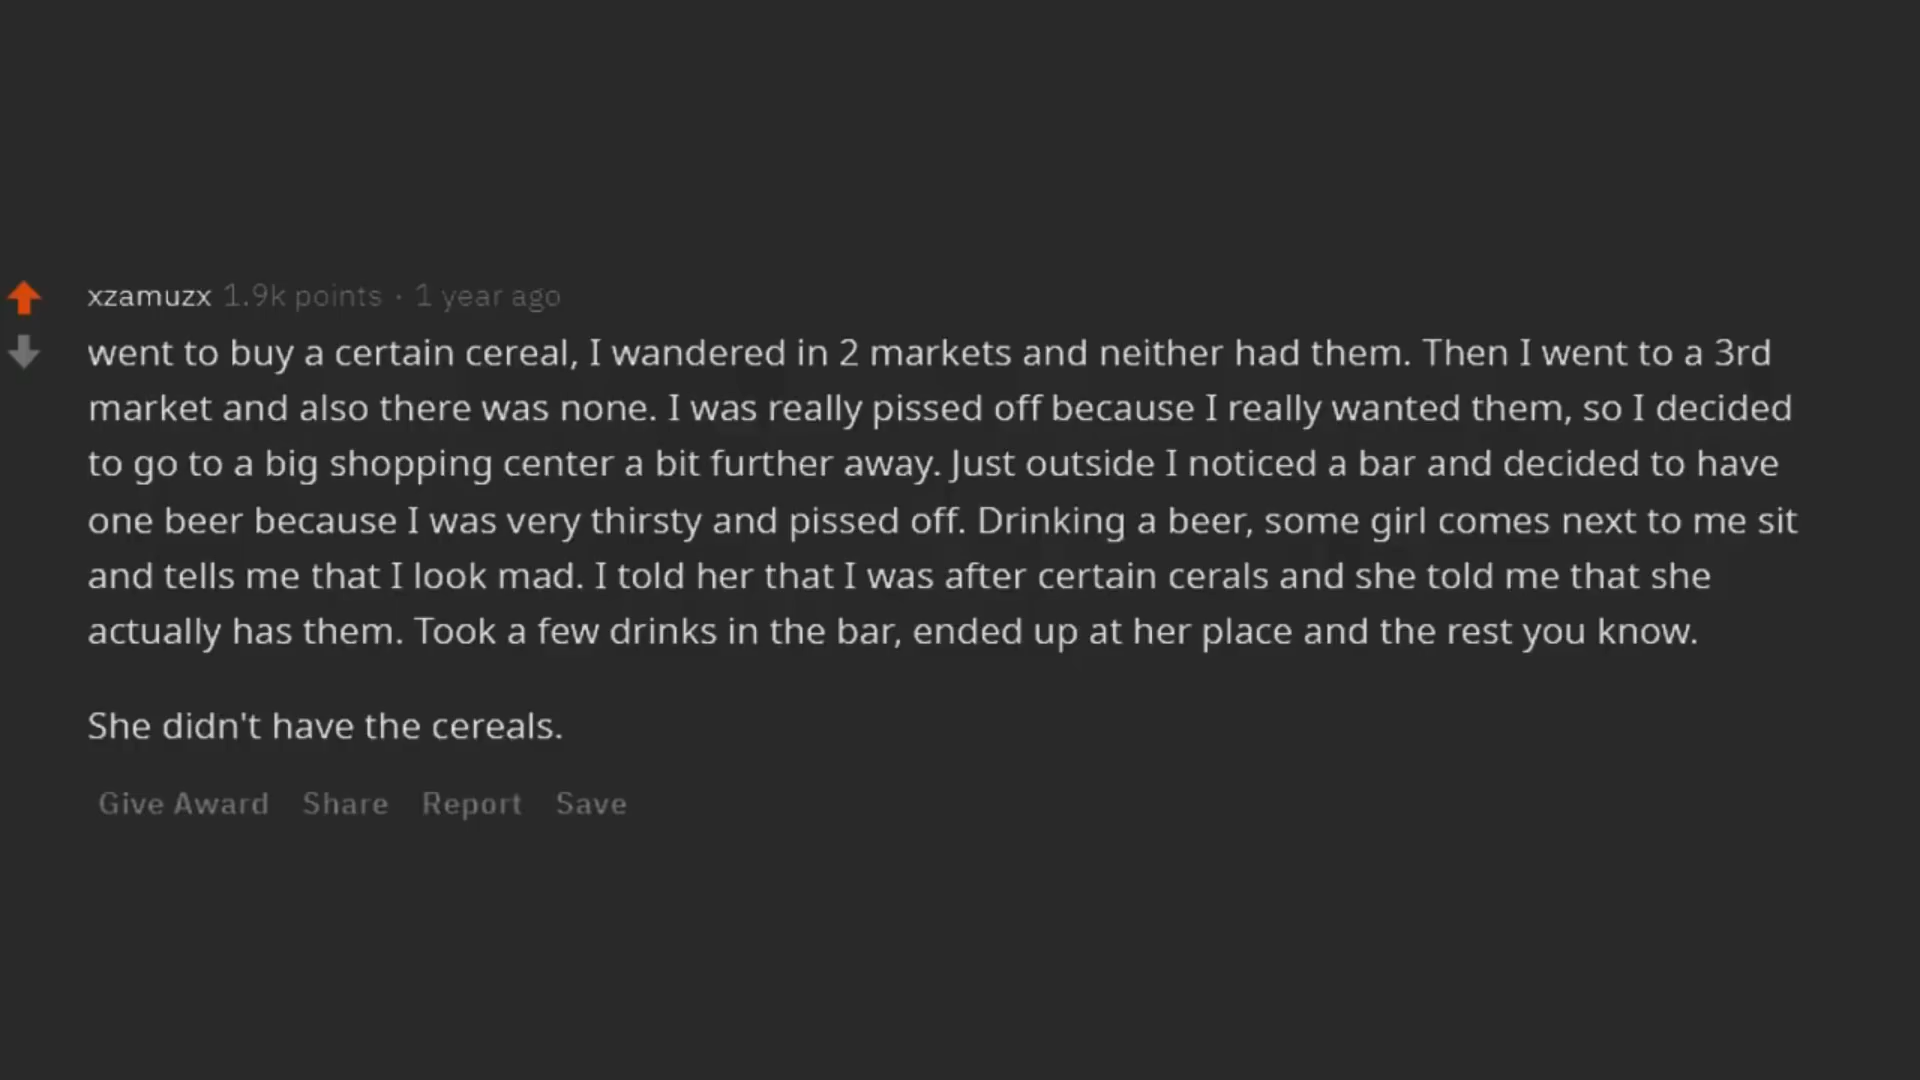 xzamuzx 1.9k points · 1 year ago
went to buy a certain cereal, I wandered in 2 markets and neither had them. Then I went to a 3rd
market and also there was none. I was really pissed off because I really wanted them, so I decided
to go to a big shopping center a bit further away. Just outside I noticed a bar and decided to have
one beer because I was very thirsty and pissed off. Drinking a beer, some girl comes next to me sit
and tells me that I look mad. I told her that I was after certain cerals and she told me that she
actually has them. Took a few drinks in the bar, ended up at her place and the rest you know.
She didn't have the cereals.
Give Award Share Report Save